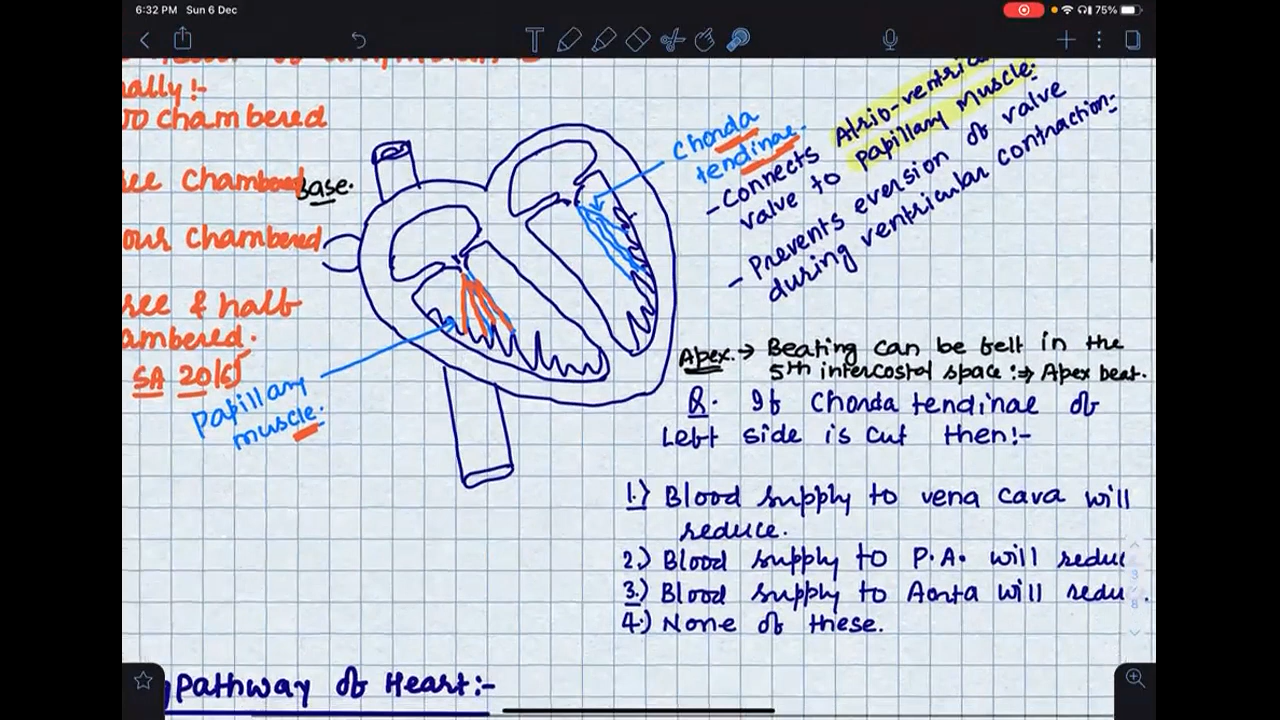 6:32 PM Sun 6 Dec
75%
nally!-
chambered
ree chambered
Base.
our chambered
ree & half
ambered.
SA 20(s)
Papillary
muscle.
Chorda
tendinae.
- Connects Atrio-ventricu
valve to Papillary Muscle.
- Prevents eversion of valve
during ventricular contraction:-
Apex. → Beating can be felt in the
5th intercostal space :⇒ Apex beat.
Q. If Chorda tendinae of
Left side is cut then:-
1.) Blood supply to vena cava will
reduce.
2.) Blood supply to P.A. will reduc
3.) Blood supply to Aorta will redu
4.) None of these.
pathway of Heart:-